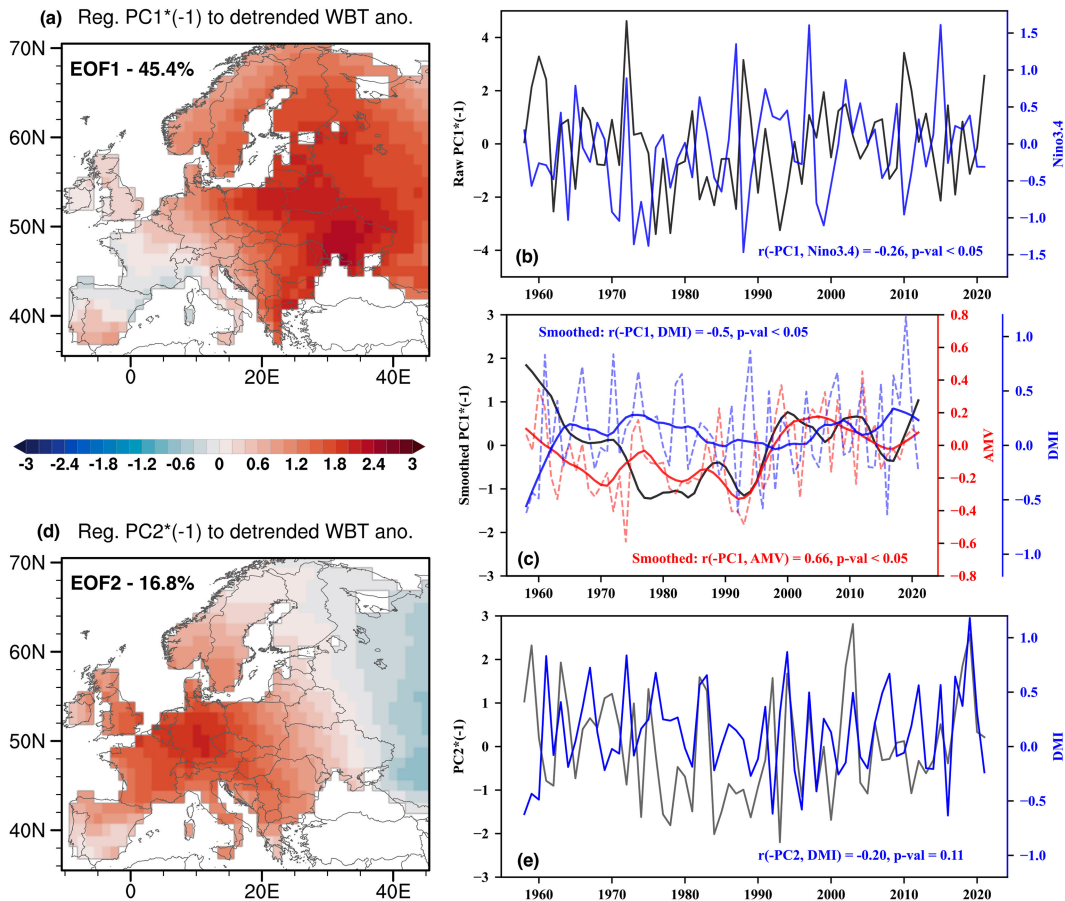 (a) Reg. PC1*(-1) to detrended WBT ano.
70N
60N
50N
40N
EOF1 - 45.4%
0 20E 40E
-3 -2.4 -1.8 -1.2 -0.6 0 0.6 1.2 1.8 2.4 3
(d) Reg. PC2*(-1) to detrended WBT ano.
70N
60N
50N
40N
EOF2 - 16.8%
0 20E 40E
Raw PC1*(-1)
4
2
0
−2
−4
1.5
1.0
0.5
0.0
−0.5
−1.0
−1.5
Nino3.4
(b)
r(-PC1, Nino3.4) = -0.26, p-val < 0.05
1960 1970 1980 1990 2000 2010 2020
Smoothed PC1*(-1)
3
2
1
0
−1
−2
−3
Smoothed: r(-PC1, DMI) = -0.5, p-val < 0.05
0.8
0.6
0.4
0.2
0.0
−0.2
−0.4
−0.6
−0.8
AMV
1.0
0.5
0.0
−0.5
−1.0
DMI
(c)
Smoothed: r(-PC1, AMV) = 0.66, p-val < 0.05
1960 1970 1980 1990 2000 2010 2020
PC2*(-1)
3
2
1
0
−1
−2
−3
1.0
0.5
0.0
−0.5
−1.0
DMI
(e)
r(-PC2, DMI) = -0.20, p-val = 0.11
1960 1970 1980 1990 2000 2010 2020